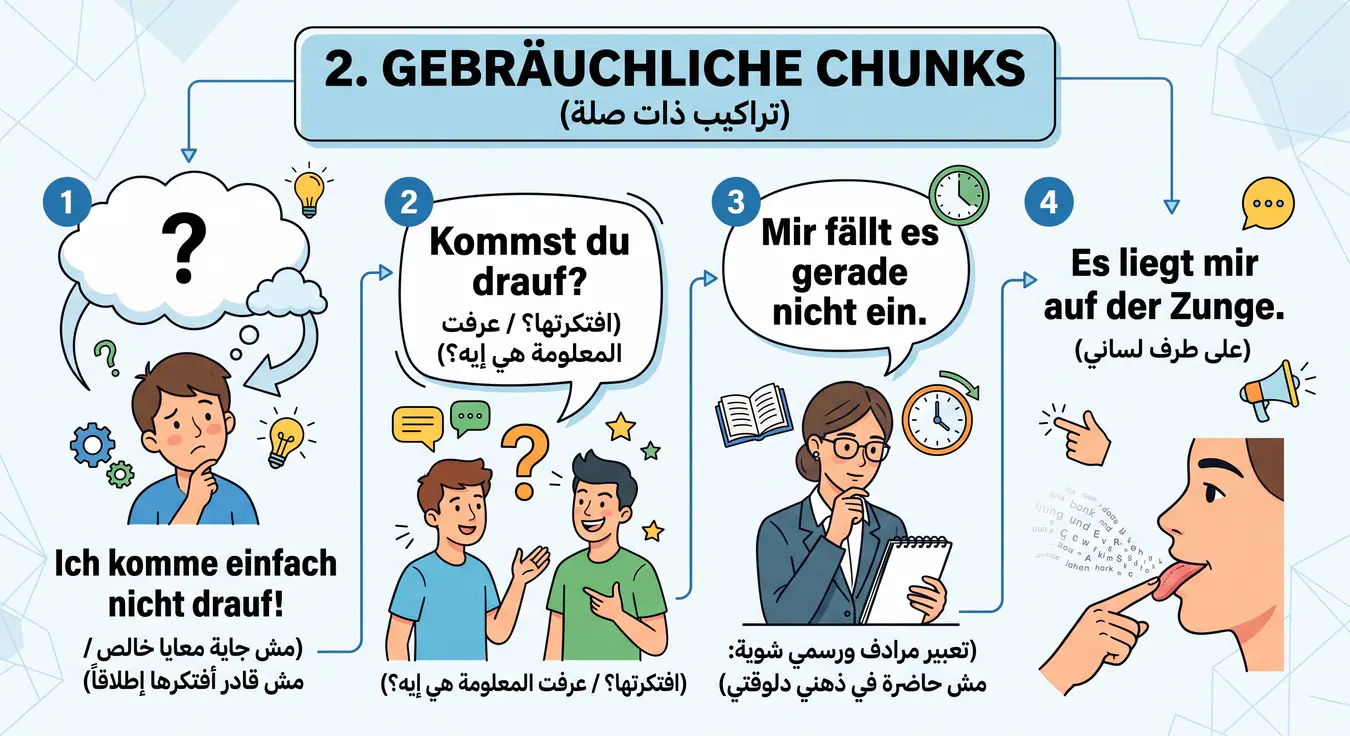 2. GEBRÄUCHLICHE CHUNKS
(تراكيب ذات صلة)
1
?
?
Ich komme einfach
nicht drauf!
(مش جاية معايا خالص /
مش قادر أفتكرها إطلاقاً)
2
Kommst du
drauf?
(افتكرتها؟ / عرفت
المعلومة هي إيه؟)
?
(افتكرتها؟ / عرفت المعلومة هي إيه؟)
3
Mir fällt es
gerade
nicht ein.
(تعبير مرادف ورسمي شوية:
مش حاضرة في ذهني دلوقتي)
4
Es liegt mir
auf der Zunge.
(على طرف لساني)
bonk
und